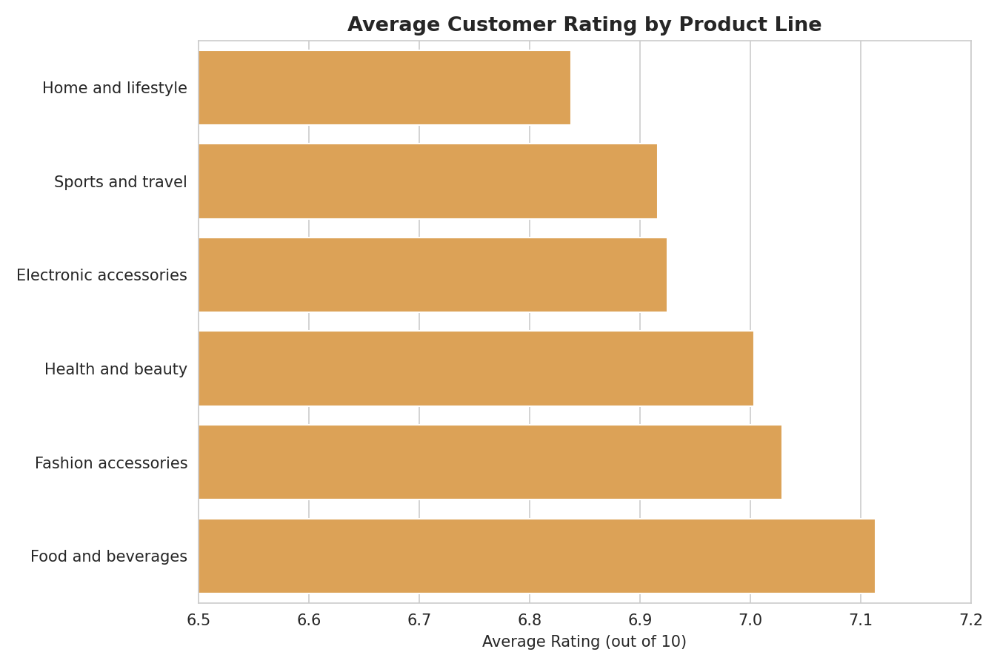 Average Customer Rating by Product Line
Home and lifestyle
Sports and travel
Electronic accessories
Health and beauty
Fashion accessories
Food and beverages
6.5 6.6 6.7 6.8 6.9 7.0 7.1 7.2
Average Rating (out of 10)